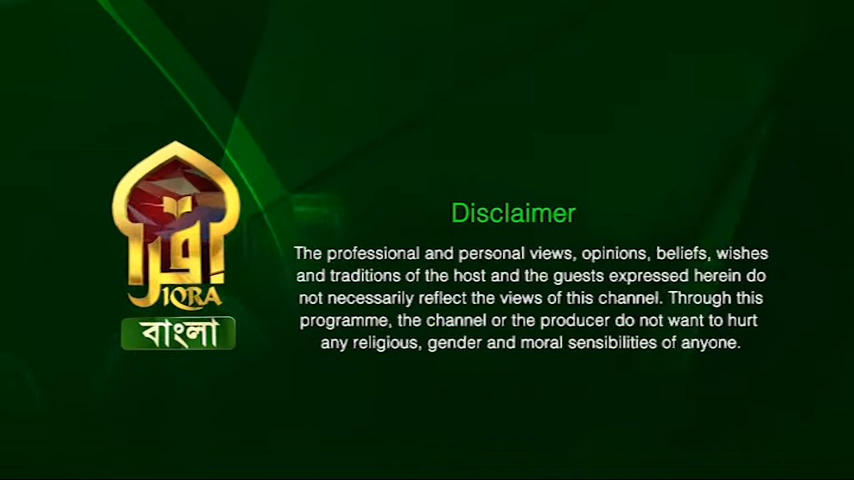 اقرأ
IQRA
বাংলা
Disclaimer
The professional and personal views, opinions, beliefs, wishes
and traditions of the host and the guests expressed herein do
not necessarily reflect the views of this channel. Through this
programme, the channel or the producer do not want to hurt
any religious, gender and moral sensibilities of anyone.